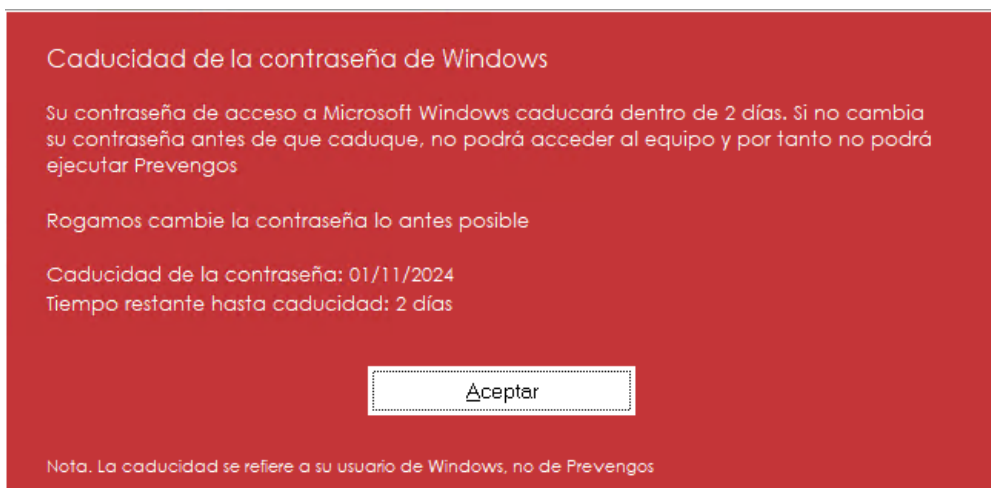 Caducidad de la contraseña de Windows
Su contraseña de acceso a Microsoft Windows caducará dentro de 2 días. Si no cambia
su contraseña antes de que caduque, no podrá acceder al equipo y por tanto no podrá
ejecutar Prevengos
Rogamos cambie la contraseña lo antes posible
Caducidad de la contraseña: 01/11/2024
Tiempo restante hasta caducidad: 2 días
Aceptar
Nota. La caducidad se refiere a su usuario de Windows, no de Prevengos